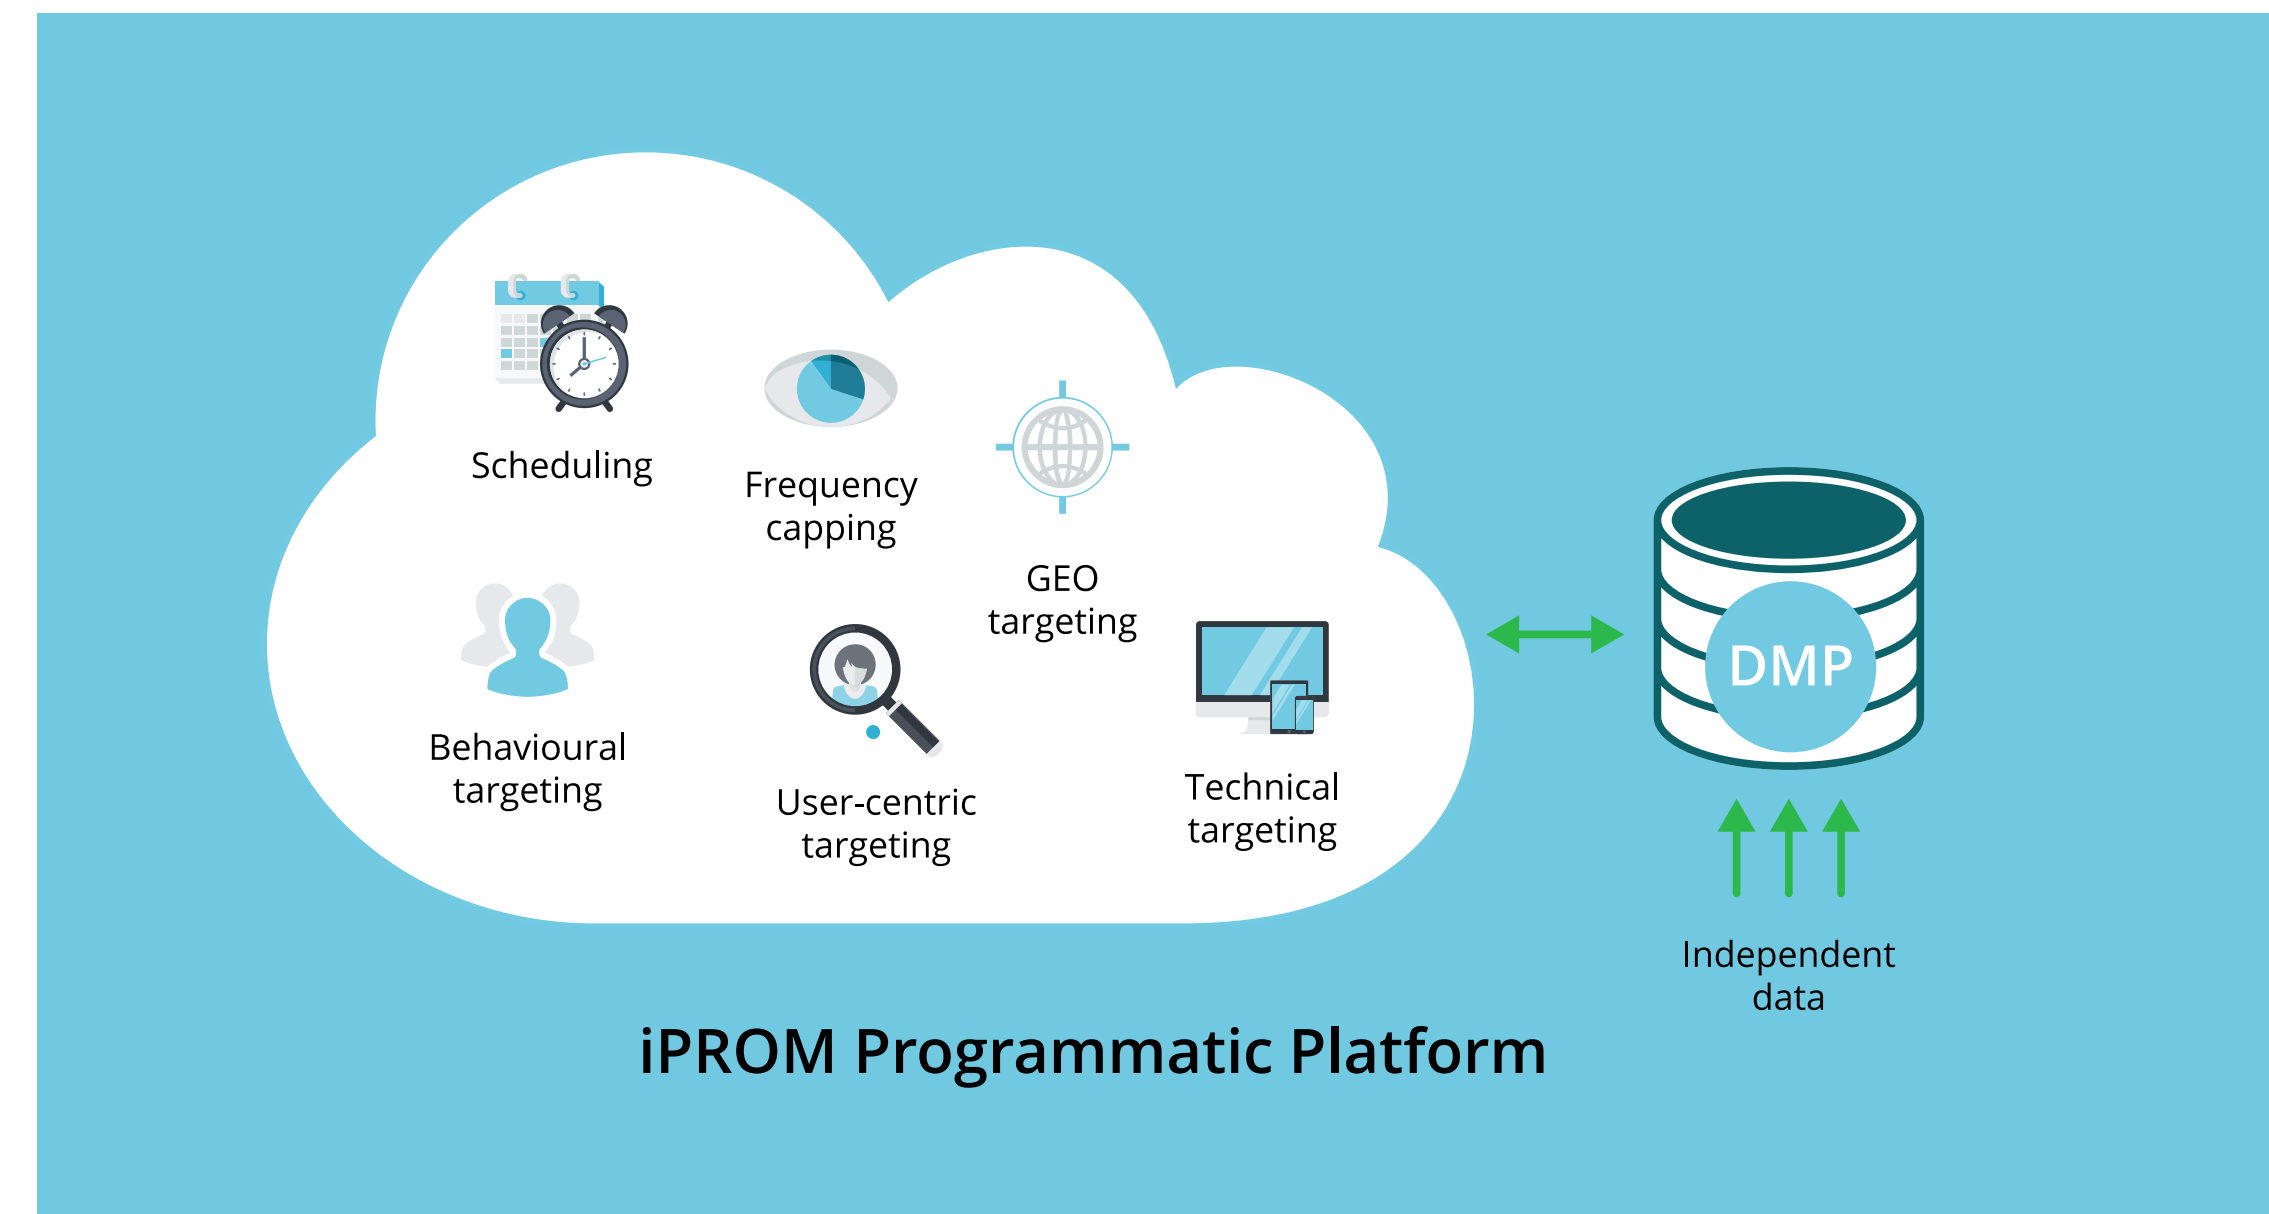 Scheduling
Frequency
capping
GEO
targeting
Behavioural
targeting
User-centric
targeting
Technical
targeting
DMP
Independent
data
iPROM Programmatic Platform